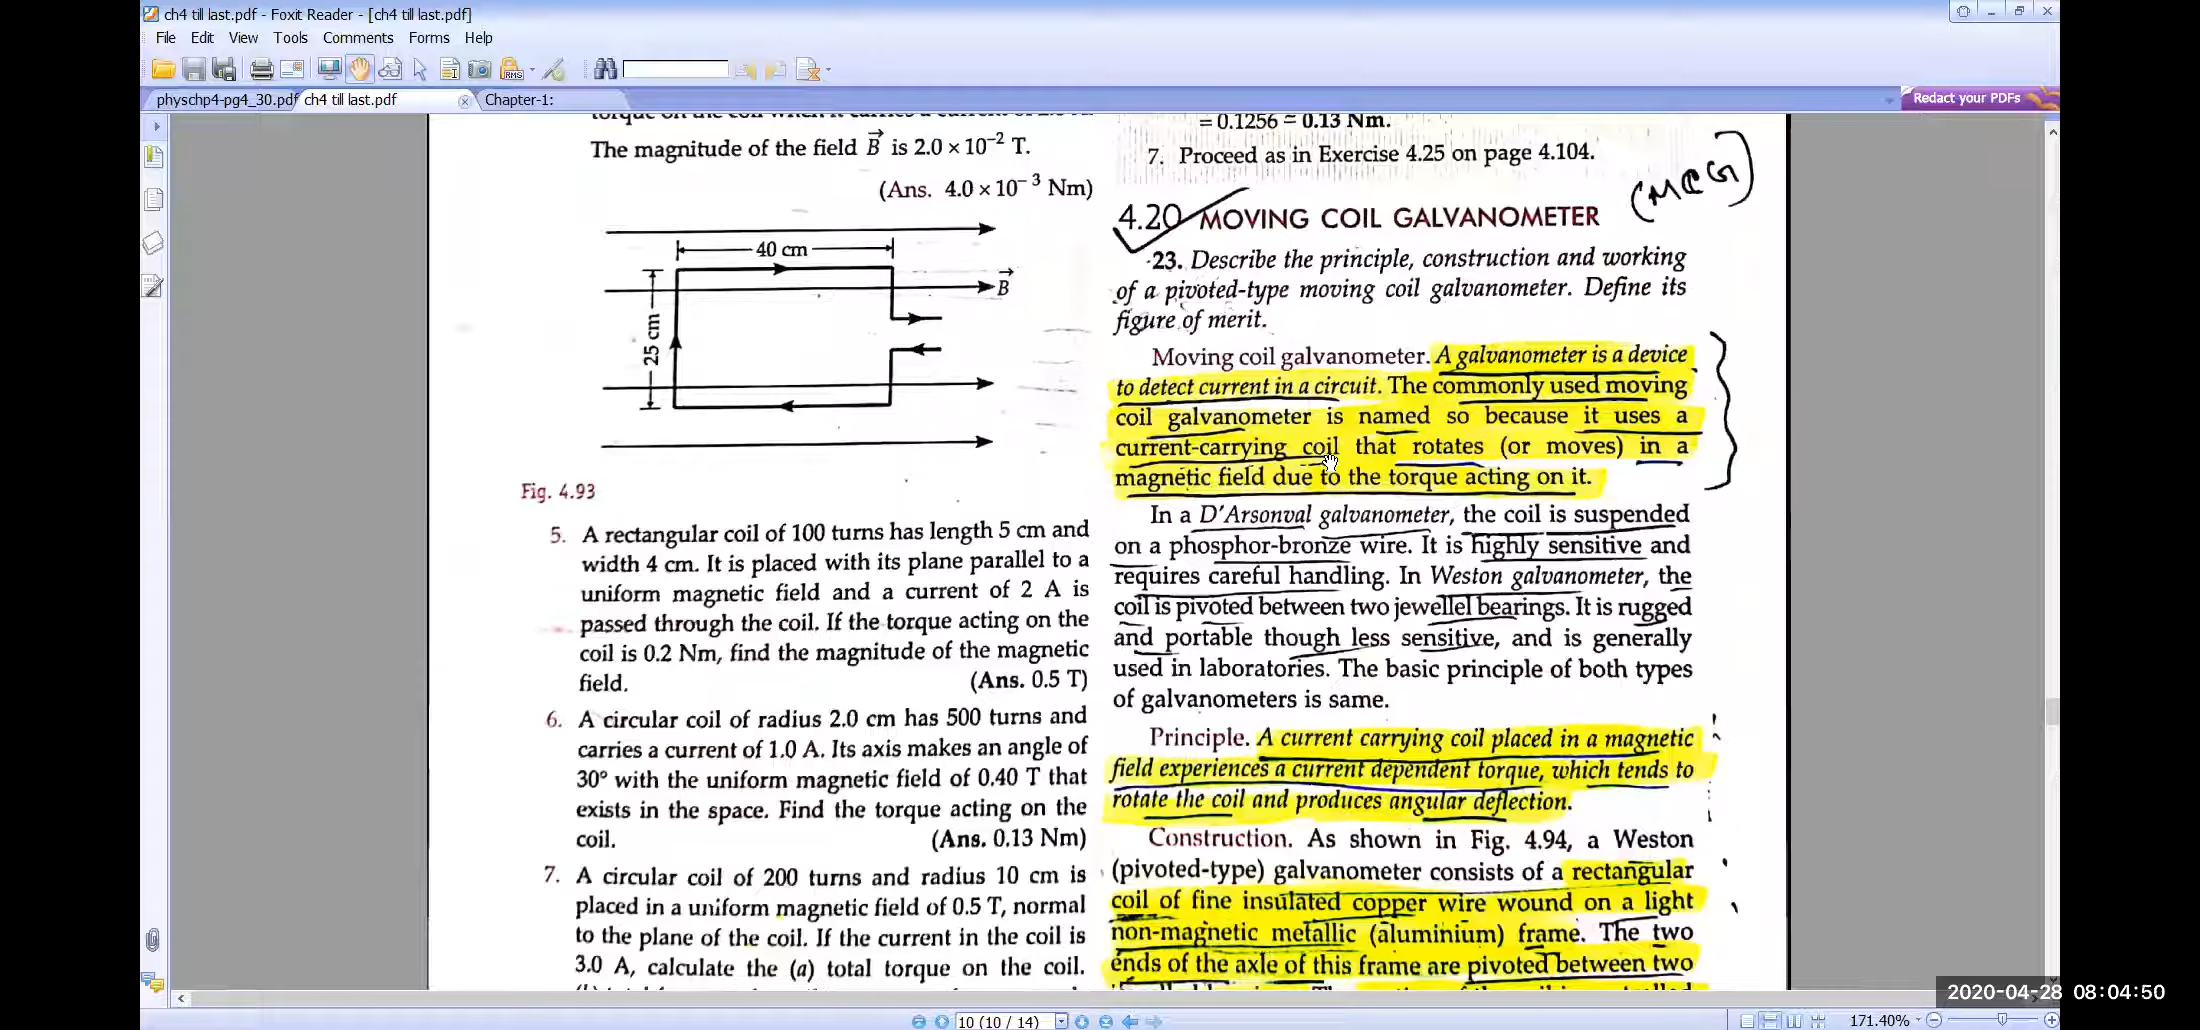 ch4 till last.pdf - Foxit Reader - [ch4 till last.pdf]
File Edit View Tools Comments Forms Help
physchp4-pg4_30.pdf ch4 till last.pdf Chapter-1: Redact your PDFs
The magnitude of the field B⃗ is 2.0 × 10⁻² T.
(Ans. 4.0 × 10⁻³ Nm)
40 cm
B⃗
25 cm
Fig. 4.93
5. A rectangular coil of 100 turns has length 5 cm and
width 4 cm. It is placed with its plane parallel to a
uniform magnetic field and a current of 2 A is
passed through the coil. If the torque acting on the
coil is 0.2 Nm, find the magnitude of the magnetic
field. (Ans. 0.5 T)
6. A circular coil of radius 2.0 cm has 500 turns and
carries a current of 1.0 A. Its axis makes an angle of
30° with the uniform magnetic field of 0.40 T that
exists in the space. Find the torque acting on the
coil. (Ans. 0.13 Nm)
7. A circular coil of 200 turns and radius 10 cm is
placed in a uniform magnetic field of 0.5 T, normal
to the plane of the coil. If the current in the coil is
3.0 A, calculate the (a) total torque on the coil.
= 0.1256 ≃ 0.13 Nm.
7. Proceed as in Exercise 4.25 on page 4.104.
(MCG)
4.20 MOVING COIL GALVANOMETER
23. Describe the principle, construction and working
of a pivoted-type moving coil galvanometer. Define its
figure of merit.
Moving coil galvanometer. A galvanometer is a device
to detect current in a circuit. The commonly used moving
coil galvanometer is named so because it uses a
current-carrying coil that rotates (or moves) in a
magnetic field due to the torque acting on it.
In a D'Arsonval galvanometer, the coil is suspended
on a phosphor-bronze wire. It is highly sensitive and
requires careful handling. In Weston galvanometer, the
coil is pivoted between two jewellel bearings. It is rugged
and portable though less sensitive, and is generally
used in laboratories. The basic principle of both types
of galvanometers is same.
Principle. A current carrying coil placed in a magnetic
field experiences a current dependent torque, which tends to
rotate the coil and produces angular deflection.
Construction. As shown in Fig. 4.94, a Weston
(pivoted-type) galvanometer consists of a rectangular
coil of fine insulated copper wire wound on a light
non-magnetic metallic (aluminium) frame. The two
ends of the axle of this frame are pivoted between two
2020-04-28 08:04:50
10 (10 / 14) 171.40%